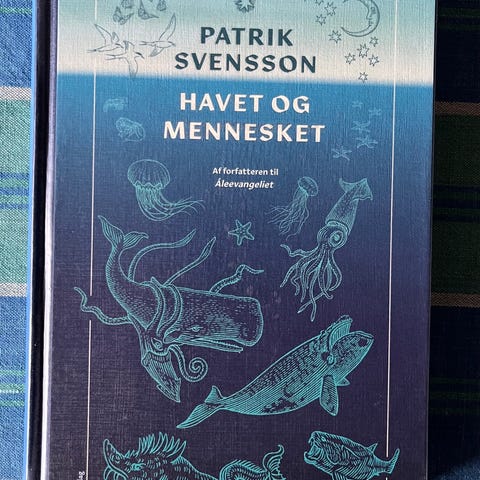 PATRIK
SVENSSON
HAVET OG
MENNESKET
Af forfatteren til
Åleevangeliet